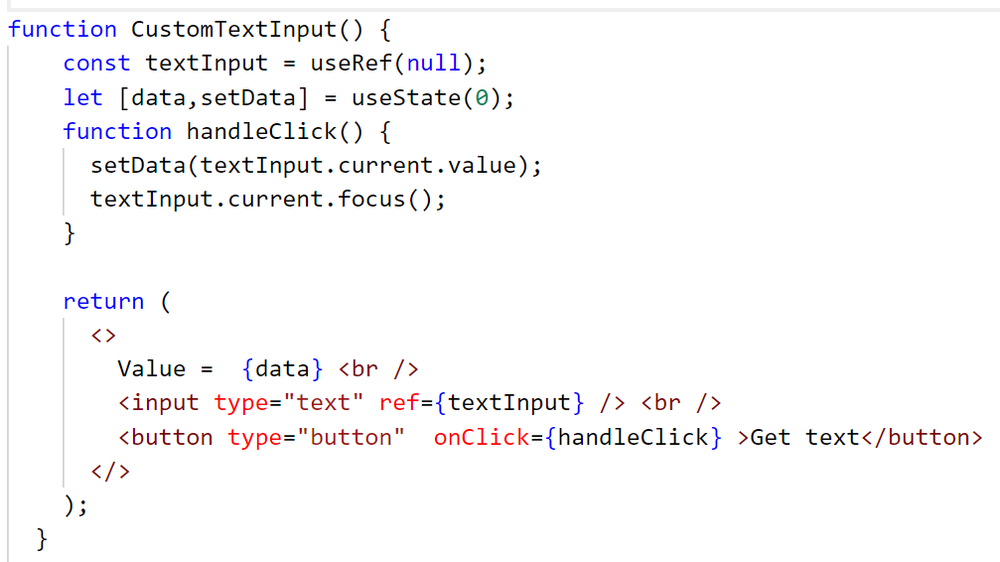 function CustomTextInput() {
    const textInput = useRef(null);
    let [data,setData] = useState(0);
    function handleClick() {
      setData(textInput.current.value);
      textInput.current.focus();
    }

    return (
      <>
        Value =  {data} <br />
        <input type="text" ref={textInput} /> <br />
        <button type="button"  onClick={handleClick} >Get text</button>
      </>
    );
  }